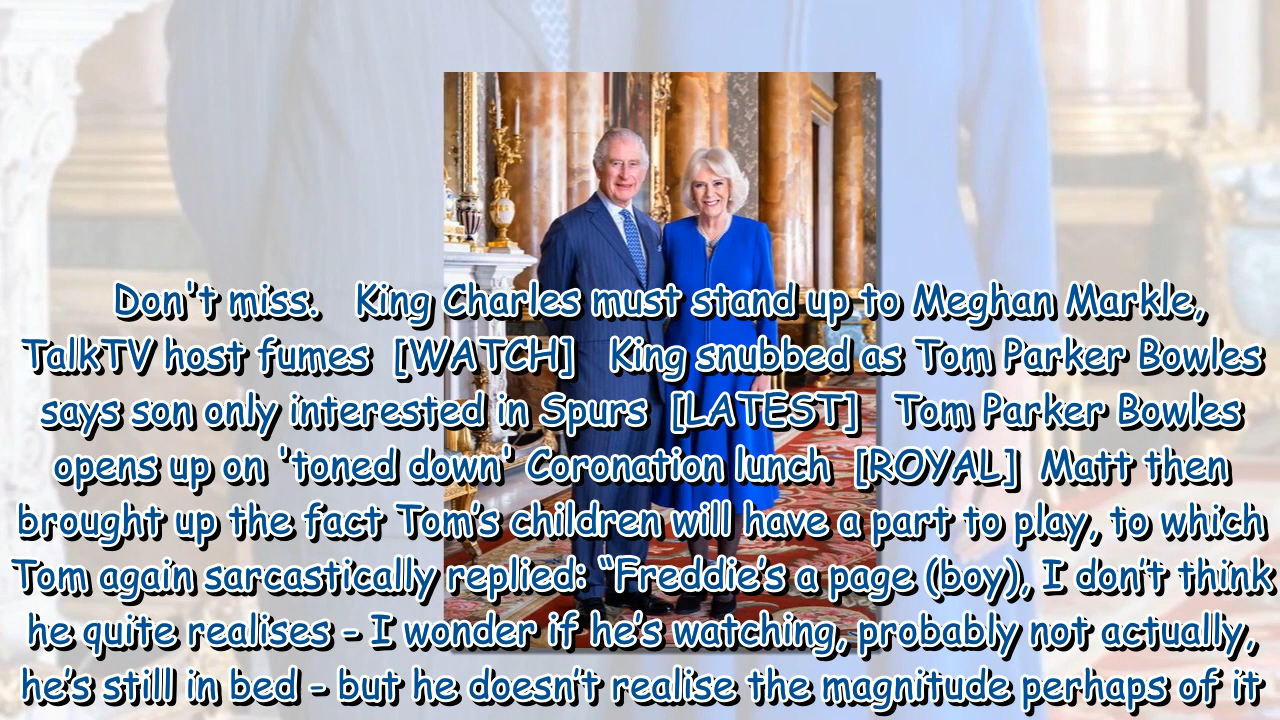 Don't miss. King Charles must stand up to Meghan Markle,
TalkTV host fumes [WATCH] King snubbed as Tom Parker Bowles
says son only interested in Spurs [LATEST] Tom Parker Bowles
opens up on 'toned down' Coronation lunch [ROYAL] Matt then
brought up the fact Tom’s children will have a part to play, to which
Tom again sarcastically replied: “Freddie’s a page (boy), I don’t think
he quite realises - I wonder if he’s watching, probably not actually,
he’s still in bed - but he doesn’t realise the magnitude perhaps of it